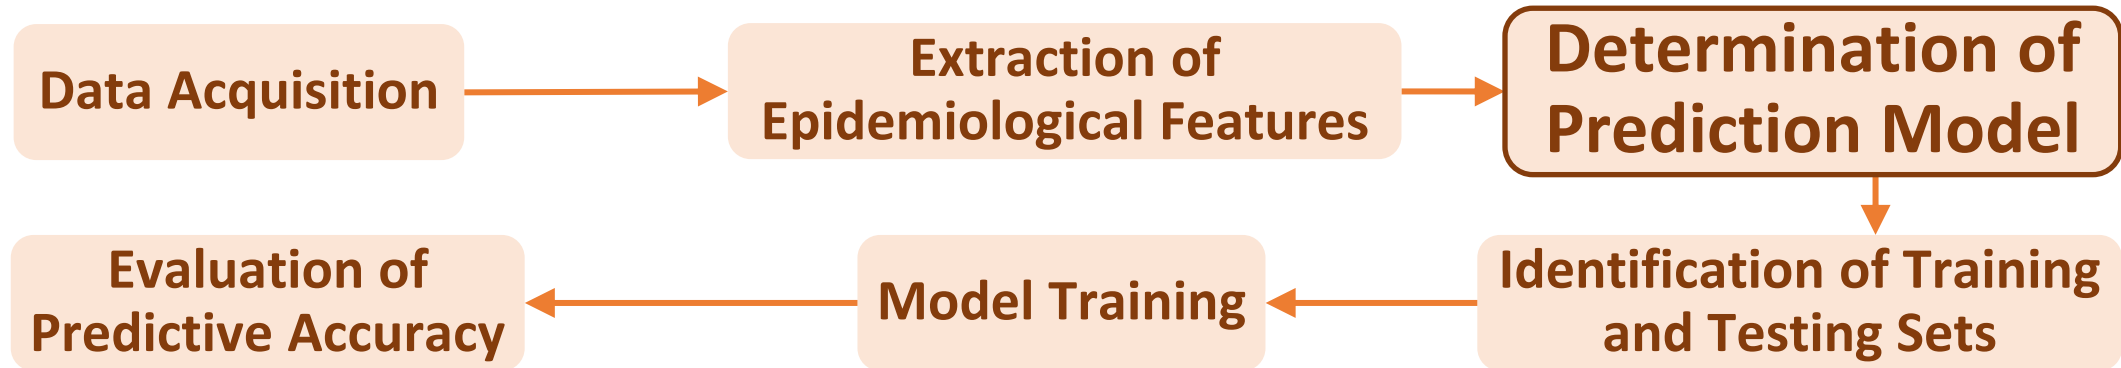 Data Acquisition
Extraction of
Epidemiological Features
Determination of
Prediction Model
Identification of Training
and Testing Sets
Model Training
Evaluation of
Predictive Accuracy